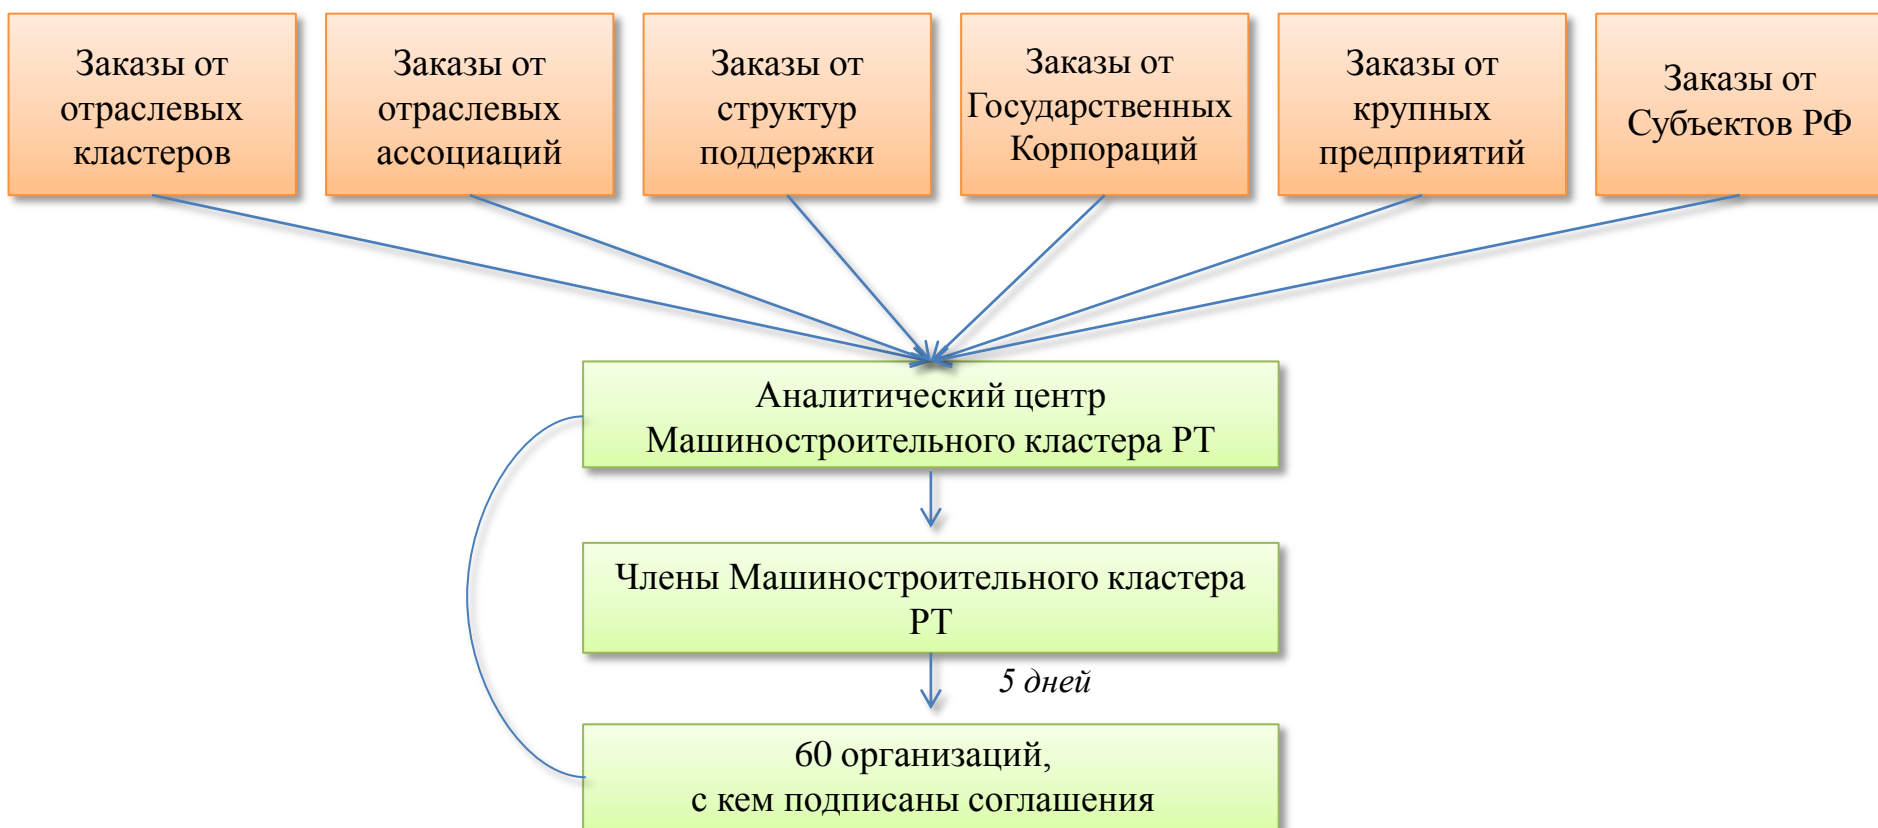 Заказы от
отраслевых
кластеров
Заказы от
отраслевых
ассоциаций
Заказы от
структур
поддержки
Заказы от
Государственных
Корпораций
Заказы от
крупных
предприятий
Заказы от
Субъектов РФ
Аналитический центр
Машиностроительного кластера РТ
Члены Машиностроительного кластера
РТ
5 дней
60 организаций,
с кем подписаны соглашения